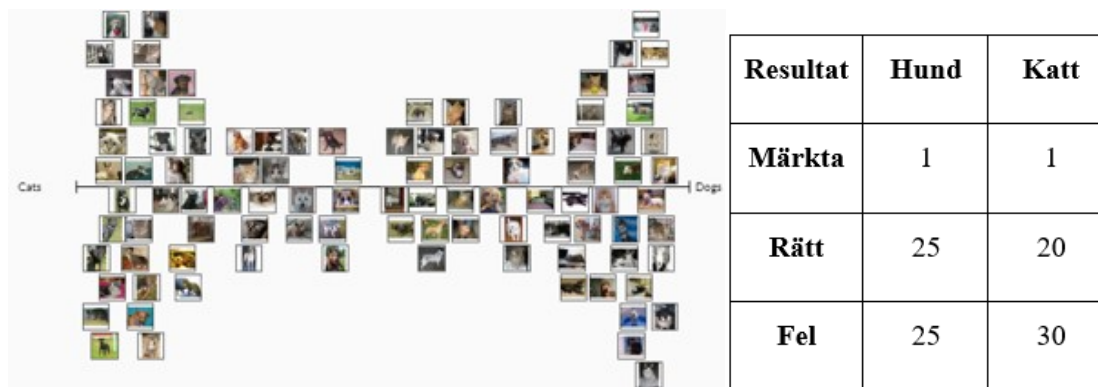 Cats
Dogs
Resultat Hund Katt
Märkta 1 1
Rätt 25 20
Fel 25 30